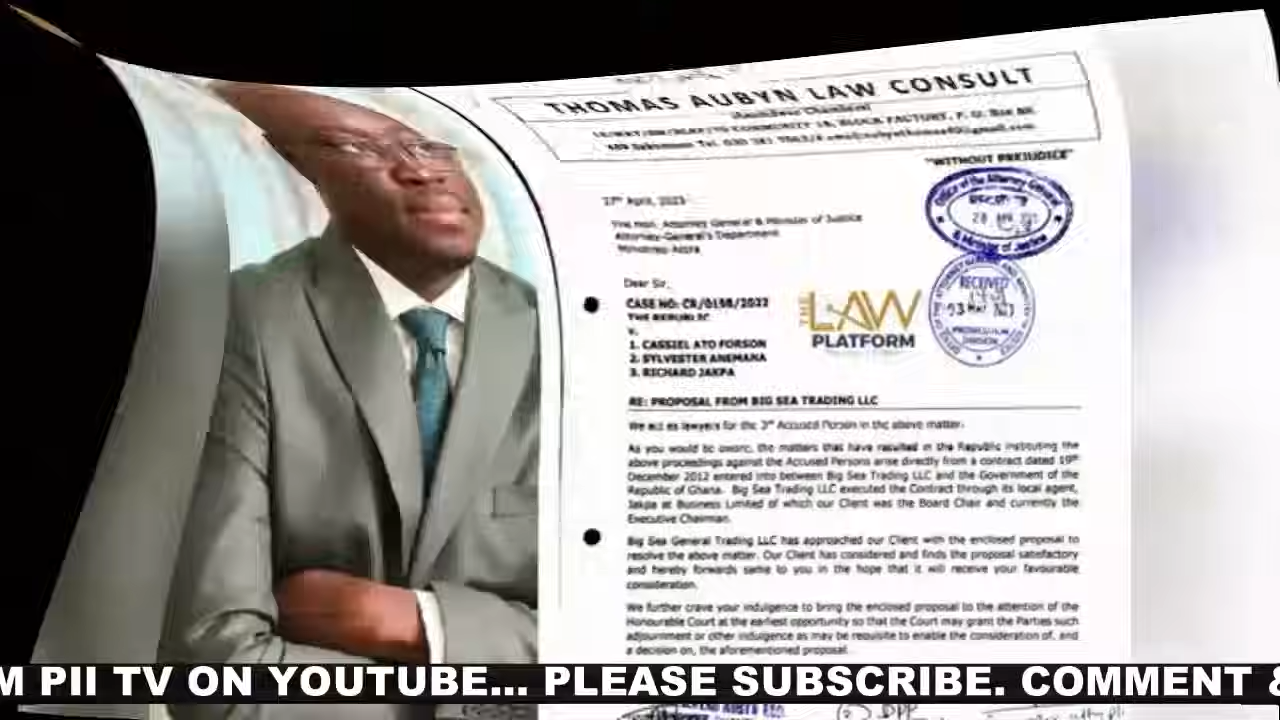 THOMAS AUBYN LAW CONSULT
"WITHOUT PREJUDICE"
Office of the Attorney General
& Minister of Justice
27th April, 2023
The Hon. Attorney General & Minister of Justice
Attorney-General's Department
Ministries-Accra
Dear Sir,
RECEIVED
CASE NO: CR/0158/2022
THE REPUBLIC
v.
1. CASSIEL ATO FORSON
2. SYLVESTER ANEMANA
3. RICHARD JAKPA
THE LAW
PLATFORM
RE: PROPOSAL FROM BIG SEA TRADING LLC
We act as lawyers for the 3rd Accused Person in the above matter.
As you would be aware, the matters that have resulted in the Republic instituting the
above proceedings against the Accused Persons arise directly from a contract dated 19th
December 2012 entered into between Big Sea Trading LLC and the Government of the
Republic of Ghana. Big Sea Trading LLC executed the Contract through its local agent,
Jakpa at Business Limited of which our Client was the Board Chair and currently the
Executive Chairman.
Big Sea General Trading LLC has approached our Client with the enclosed proposal to
resolve the above matter. Our Client has considered and finds the proposal satisfactory
and hereby forwards same to you in the hope that it will receive your favourable
consideration.
We further crave your indulgence to bring the enclosed proposal to the attention of the
Honourable Court at the earliest opportunity so that the Court may grant the Parties such
adjournment or other indulgence as may be requisite to enable the consideration of, and
a decision on, the aforementioned proposal.
M PII TV ON YOUTUBE... PLEASE SUBSCRIBE. COMMENT &
DPP